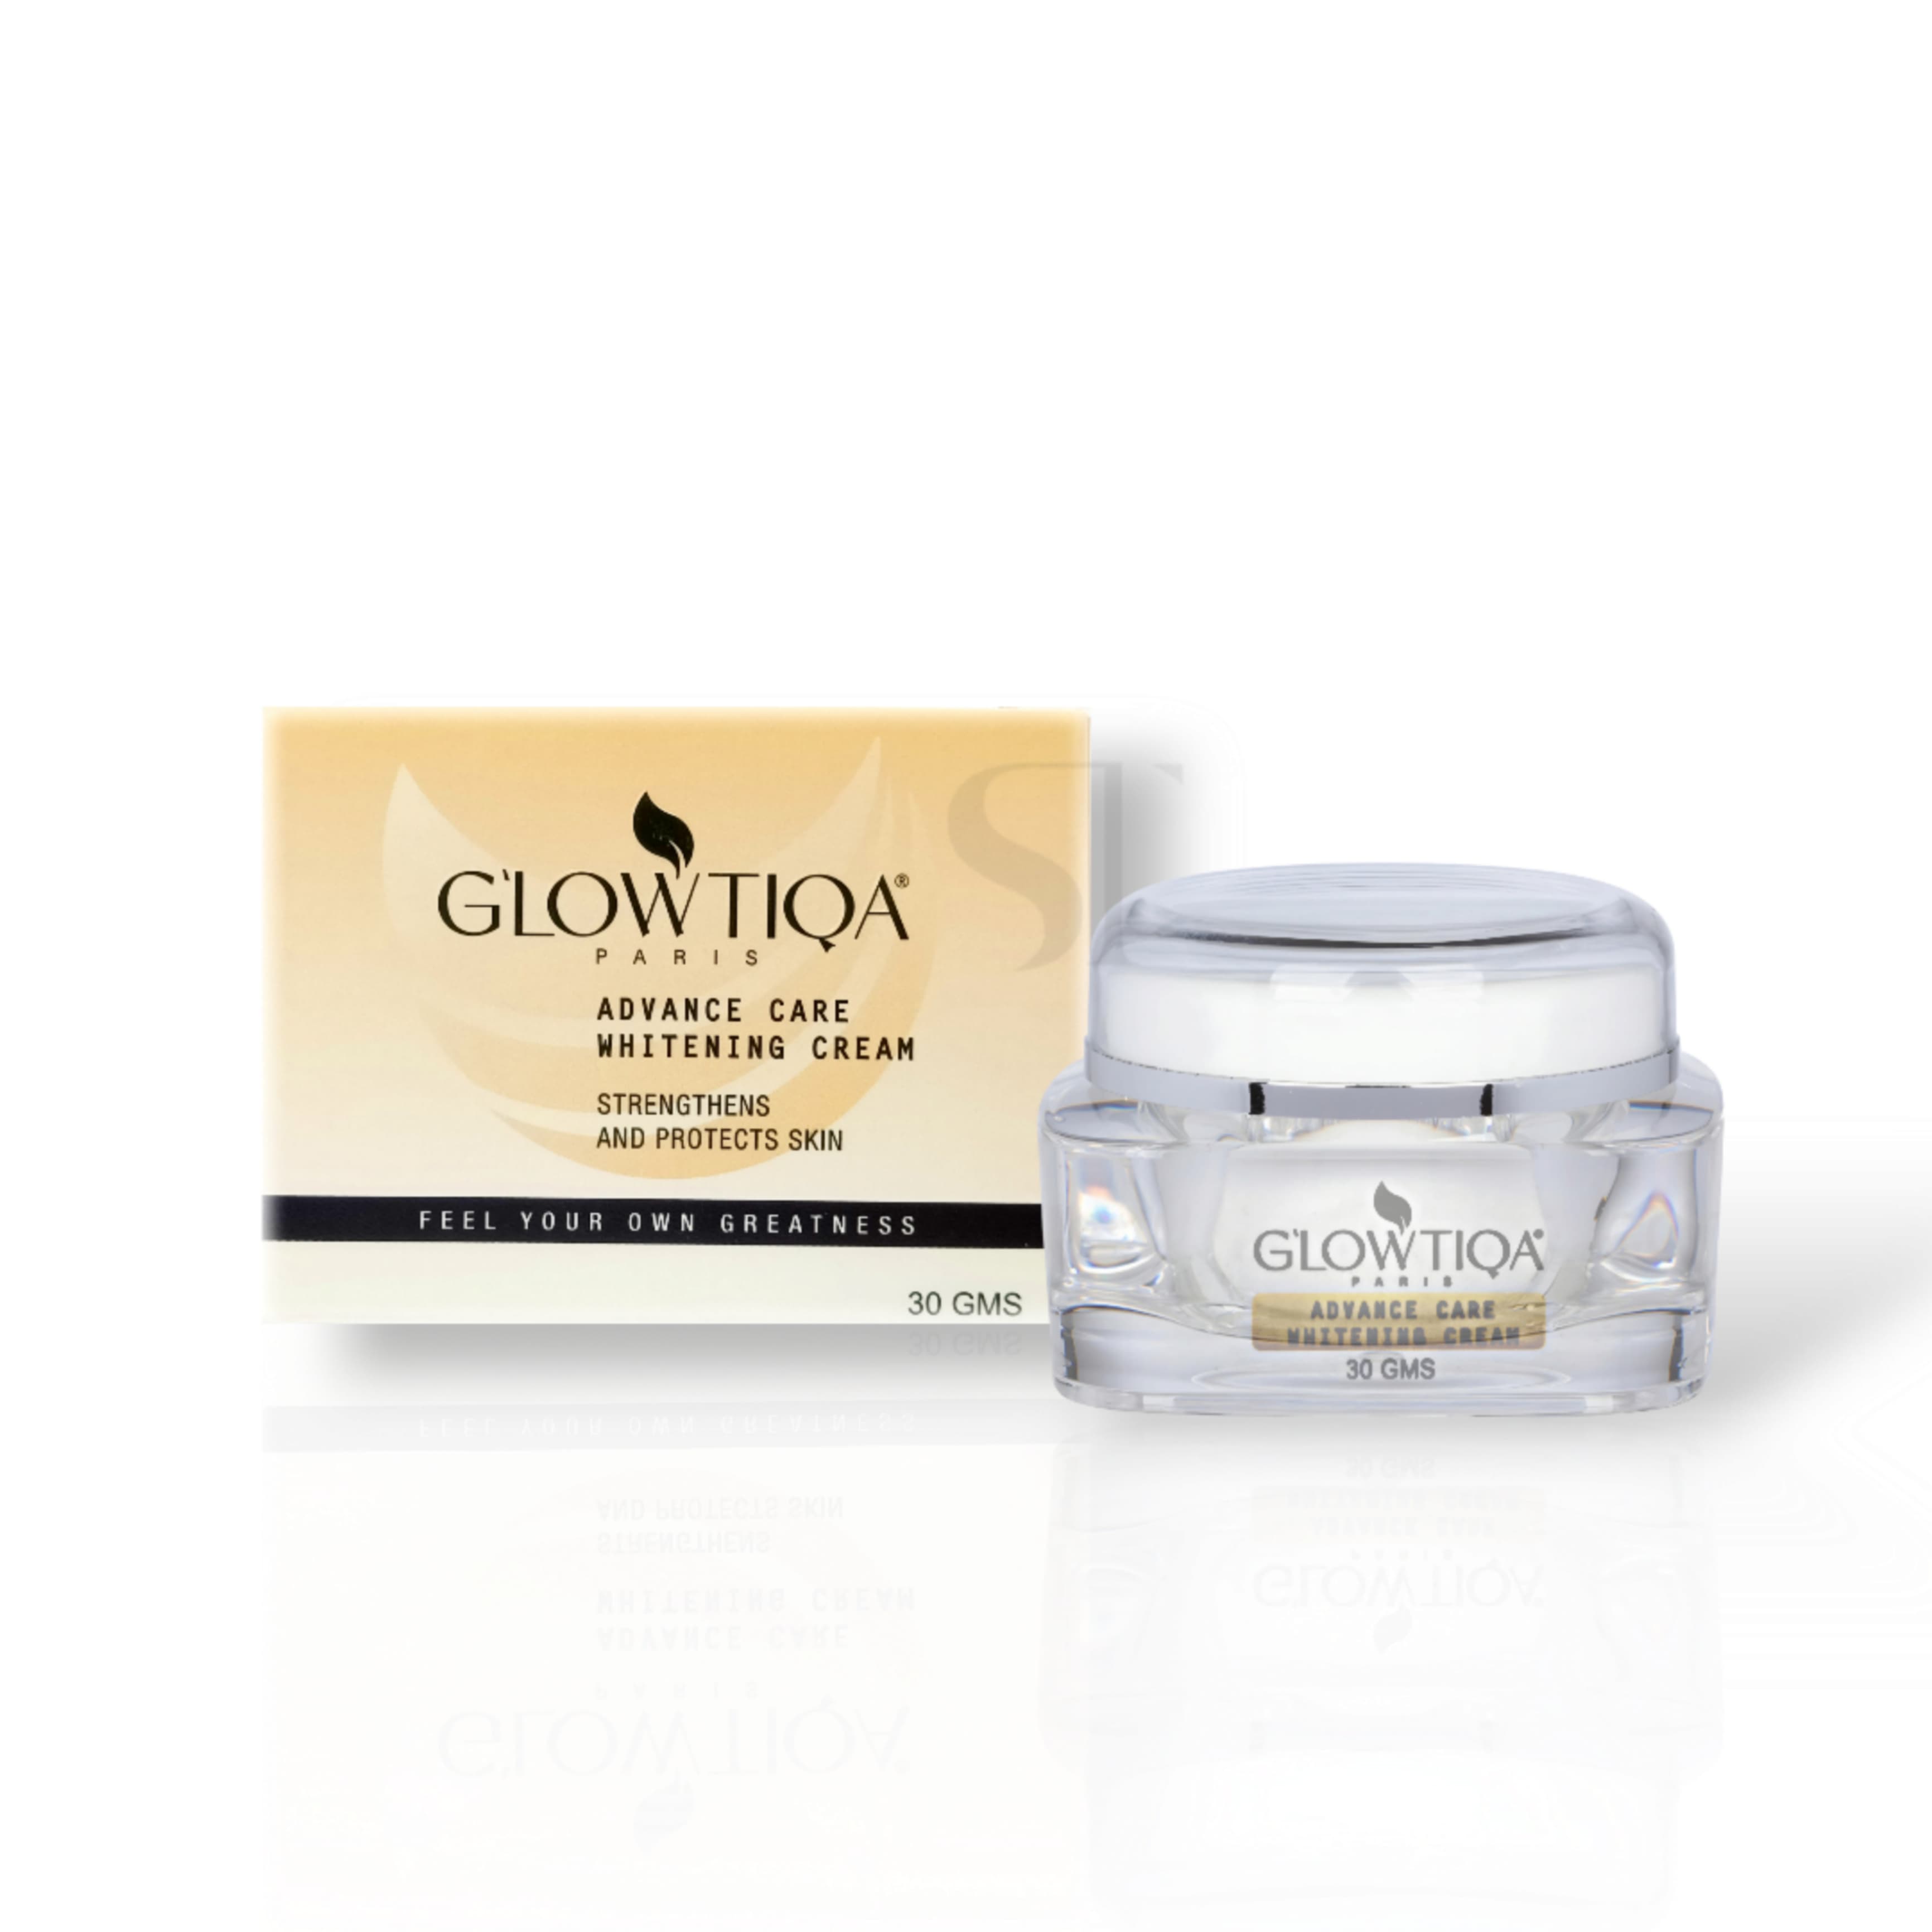 G'LOWTIQA®
PARIS
ADVANCE CARE
WHITENING CREAM
STRENGTHENS
AND PROTECTS SKIN
FEEL YOUR OWN GREATNESS
30 GMS
ST
G'LOWTIQA®
PARIS
ADVANCE CARE
WHITENING CREAM
30 GMS